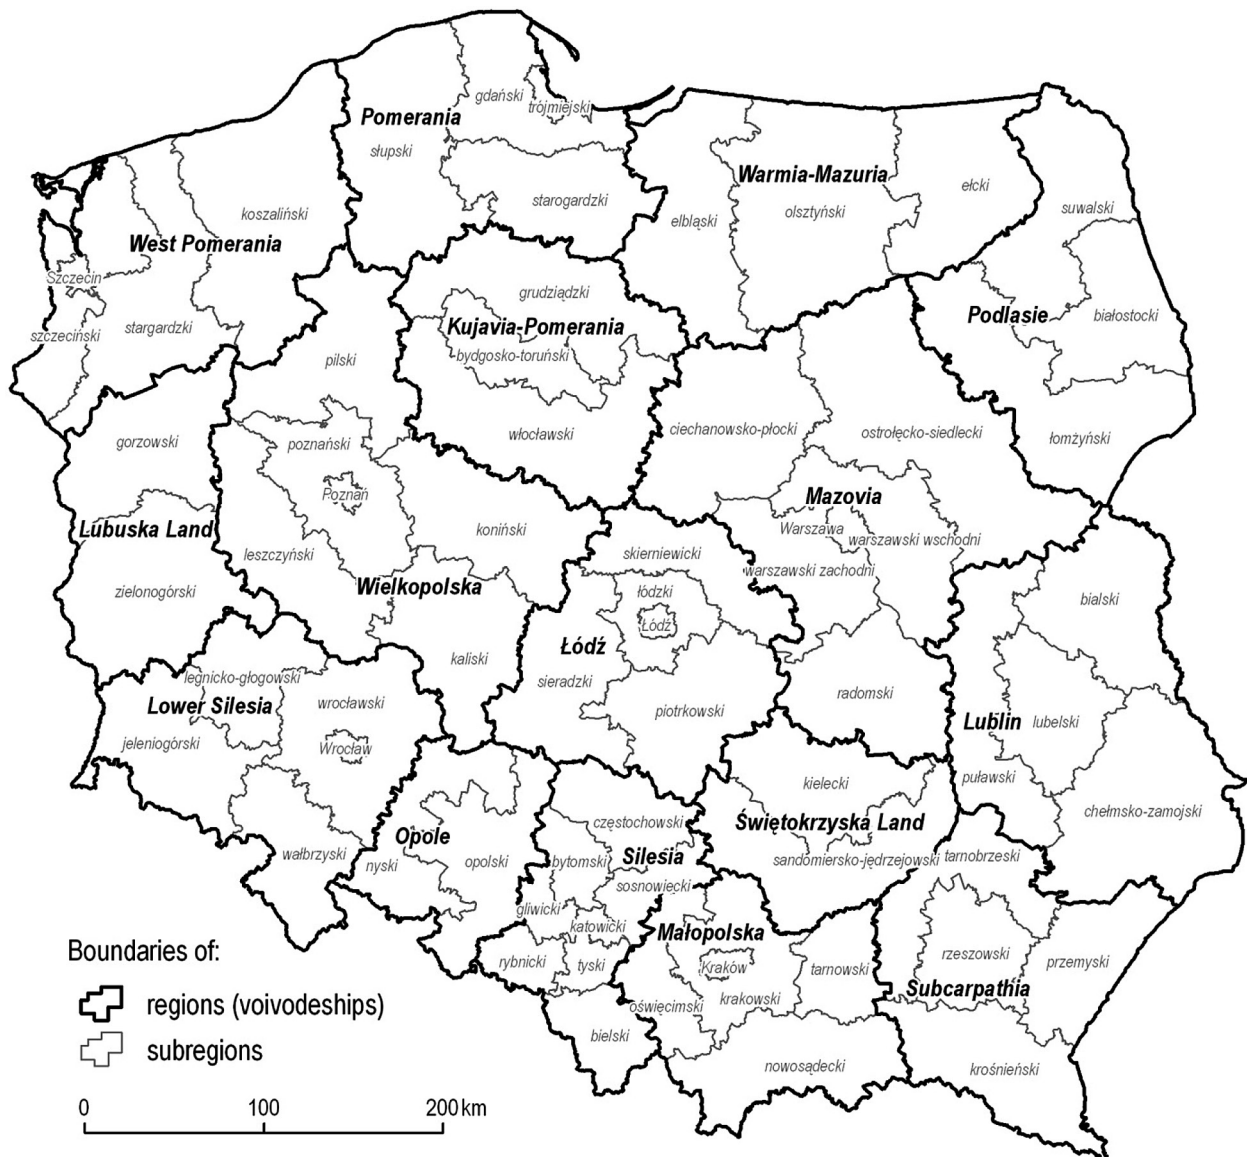 gdański
trójmiejski
Pomerania
słupski
Warmia-Mazuria
ełcki
starogardzki
koszaliński
elbląski
olsztyński
suwalski
West Pomerania
Szczecin
grudziądzki
Podlasie
białostocki
szczeciński
stargardzki
Kujavia-Pomerania
bydgosko-toruński
pilski
gorzowski
poznański
włocławski
ciechanowsko-płocki
ostrołęcko-siedlecki
łomżyński
Poznań
Mazovia
Lubuska Land
koniński
Warszawa
warszawski wschodni
leszczyński
skierniewicki
warszawski zachodni
zielonogórski
Wielkopolska
łódzki
bialski
Łódź
Łódź
kaliski
legnicko-głogowski
sieradzki
radomski
Lower Silesia
wrocławski
piotrkowski
Lublin
lubelski
jeleniogórski
Wrocław
puławski
kielecki
chełmsko-zamojski
Opole
częstochowski
Świętokrzyska Land
wałbrzyski
nyski
opolski
bytomski
Silesia
sandomiersko-jędrzejowski
tarnobrzeski
sosnowiecki
gliwicki
katowicki
Małopolska
rybnicki
tyski
Kraków
tarnowski
rzeszowski
przemyski
oświęcimski
krakowski
Subcarpathia
bielski
nowosądecki
krośnieński
Boundaries of:
regions (voivodeships)
subregions
0 100 200 km